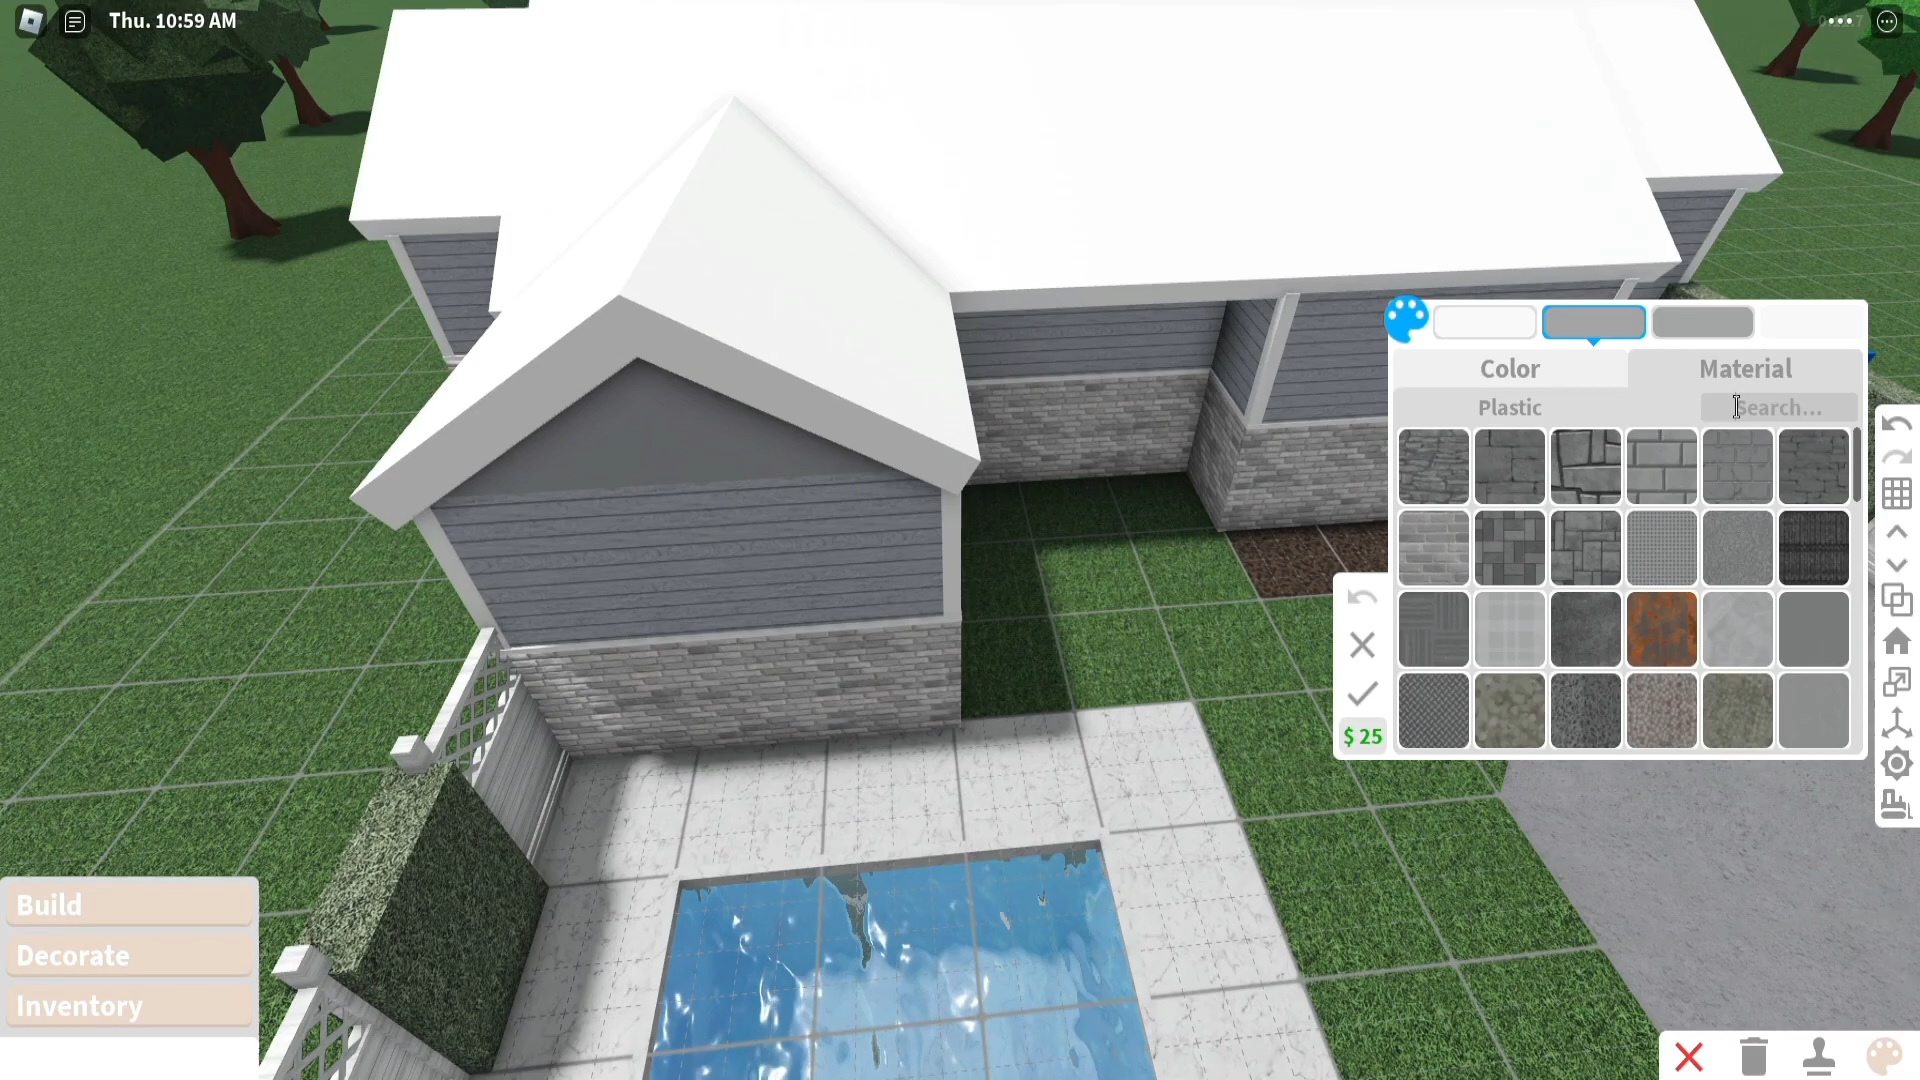 Thu. 10:59 AM
Color
Material
Plastic
Search...
$ 25
Build
Decorate
Inventory